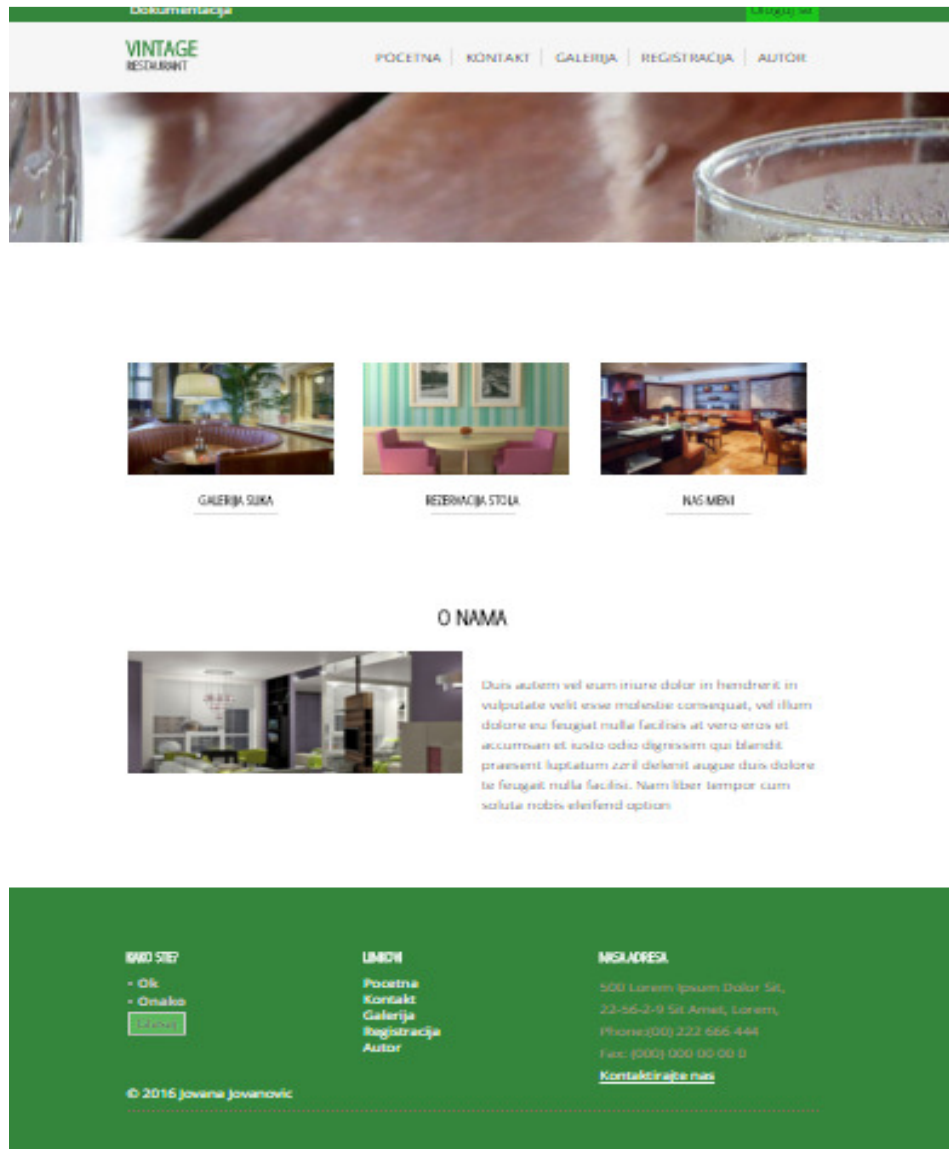 Dokumentacija
Uloguj se
VINTAGE
RESTAURANT
POCETNA KONTAKT GALERIJA REGISTRACIJA AUTOR
GALERIJA SLIKA
REZERVACIJA STOLA
NAS MENI
O NAMA
Duis autem vel eum iriure dolor in hendrerit in
vulputate velit esse molestie consequat, vel illum
dolore eu feugiat nulla facilisis at vero eros et
accumsan et iusto odio dignissim qui blandit
praesent luptatum zzril delenit augue duis dolore
te feugait nulla facilisi. Nam liber tempor cum
soluta nobis eleifend option
KAKO STE?
- Ok
- Onako
Glasaj
LINKOVI
Pocetna
Kontakt
Galerija
Registracija
Autor
NASA ADRESA
500 Lorem Ipsum Dolor Sit,
22-56-2-9 Sit Amet, Lorem,
Phone:(00) 222 666 444
Fax: (000) 000 00 00 0
Kontaktirajte nas
© 2016 Jovana Jovanovic